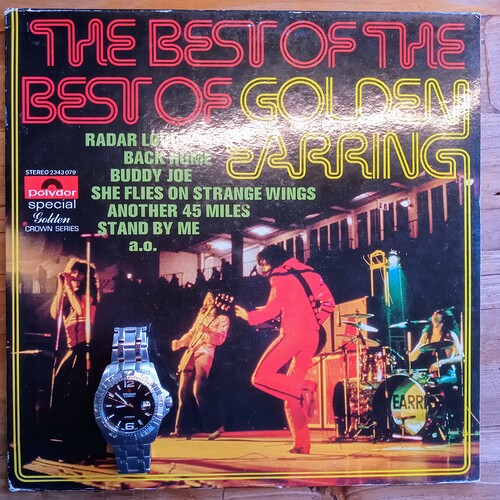 THE BEST OF THE
BEST OF GOLDEN
EARRING
RADAR LOVE
BACK HOME
BUDDY JOE
SHE FLIES ON STRANGE WINGS
ANOTHER 45 MILES
STAND BY ME
a.o.
STEREO 2343 079
Polydor
special
Golden
CROWN SERIES
EARRI